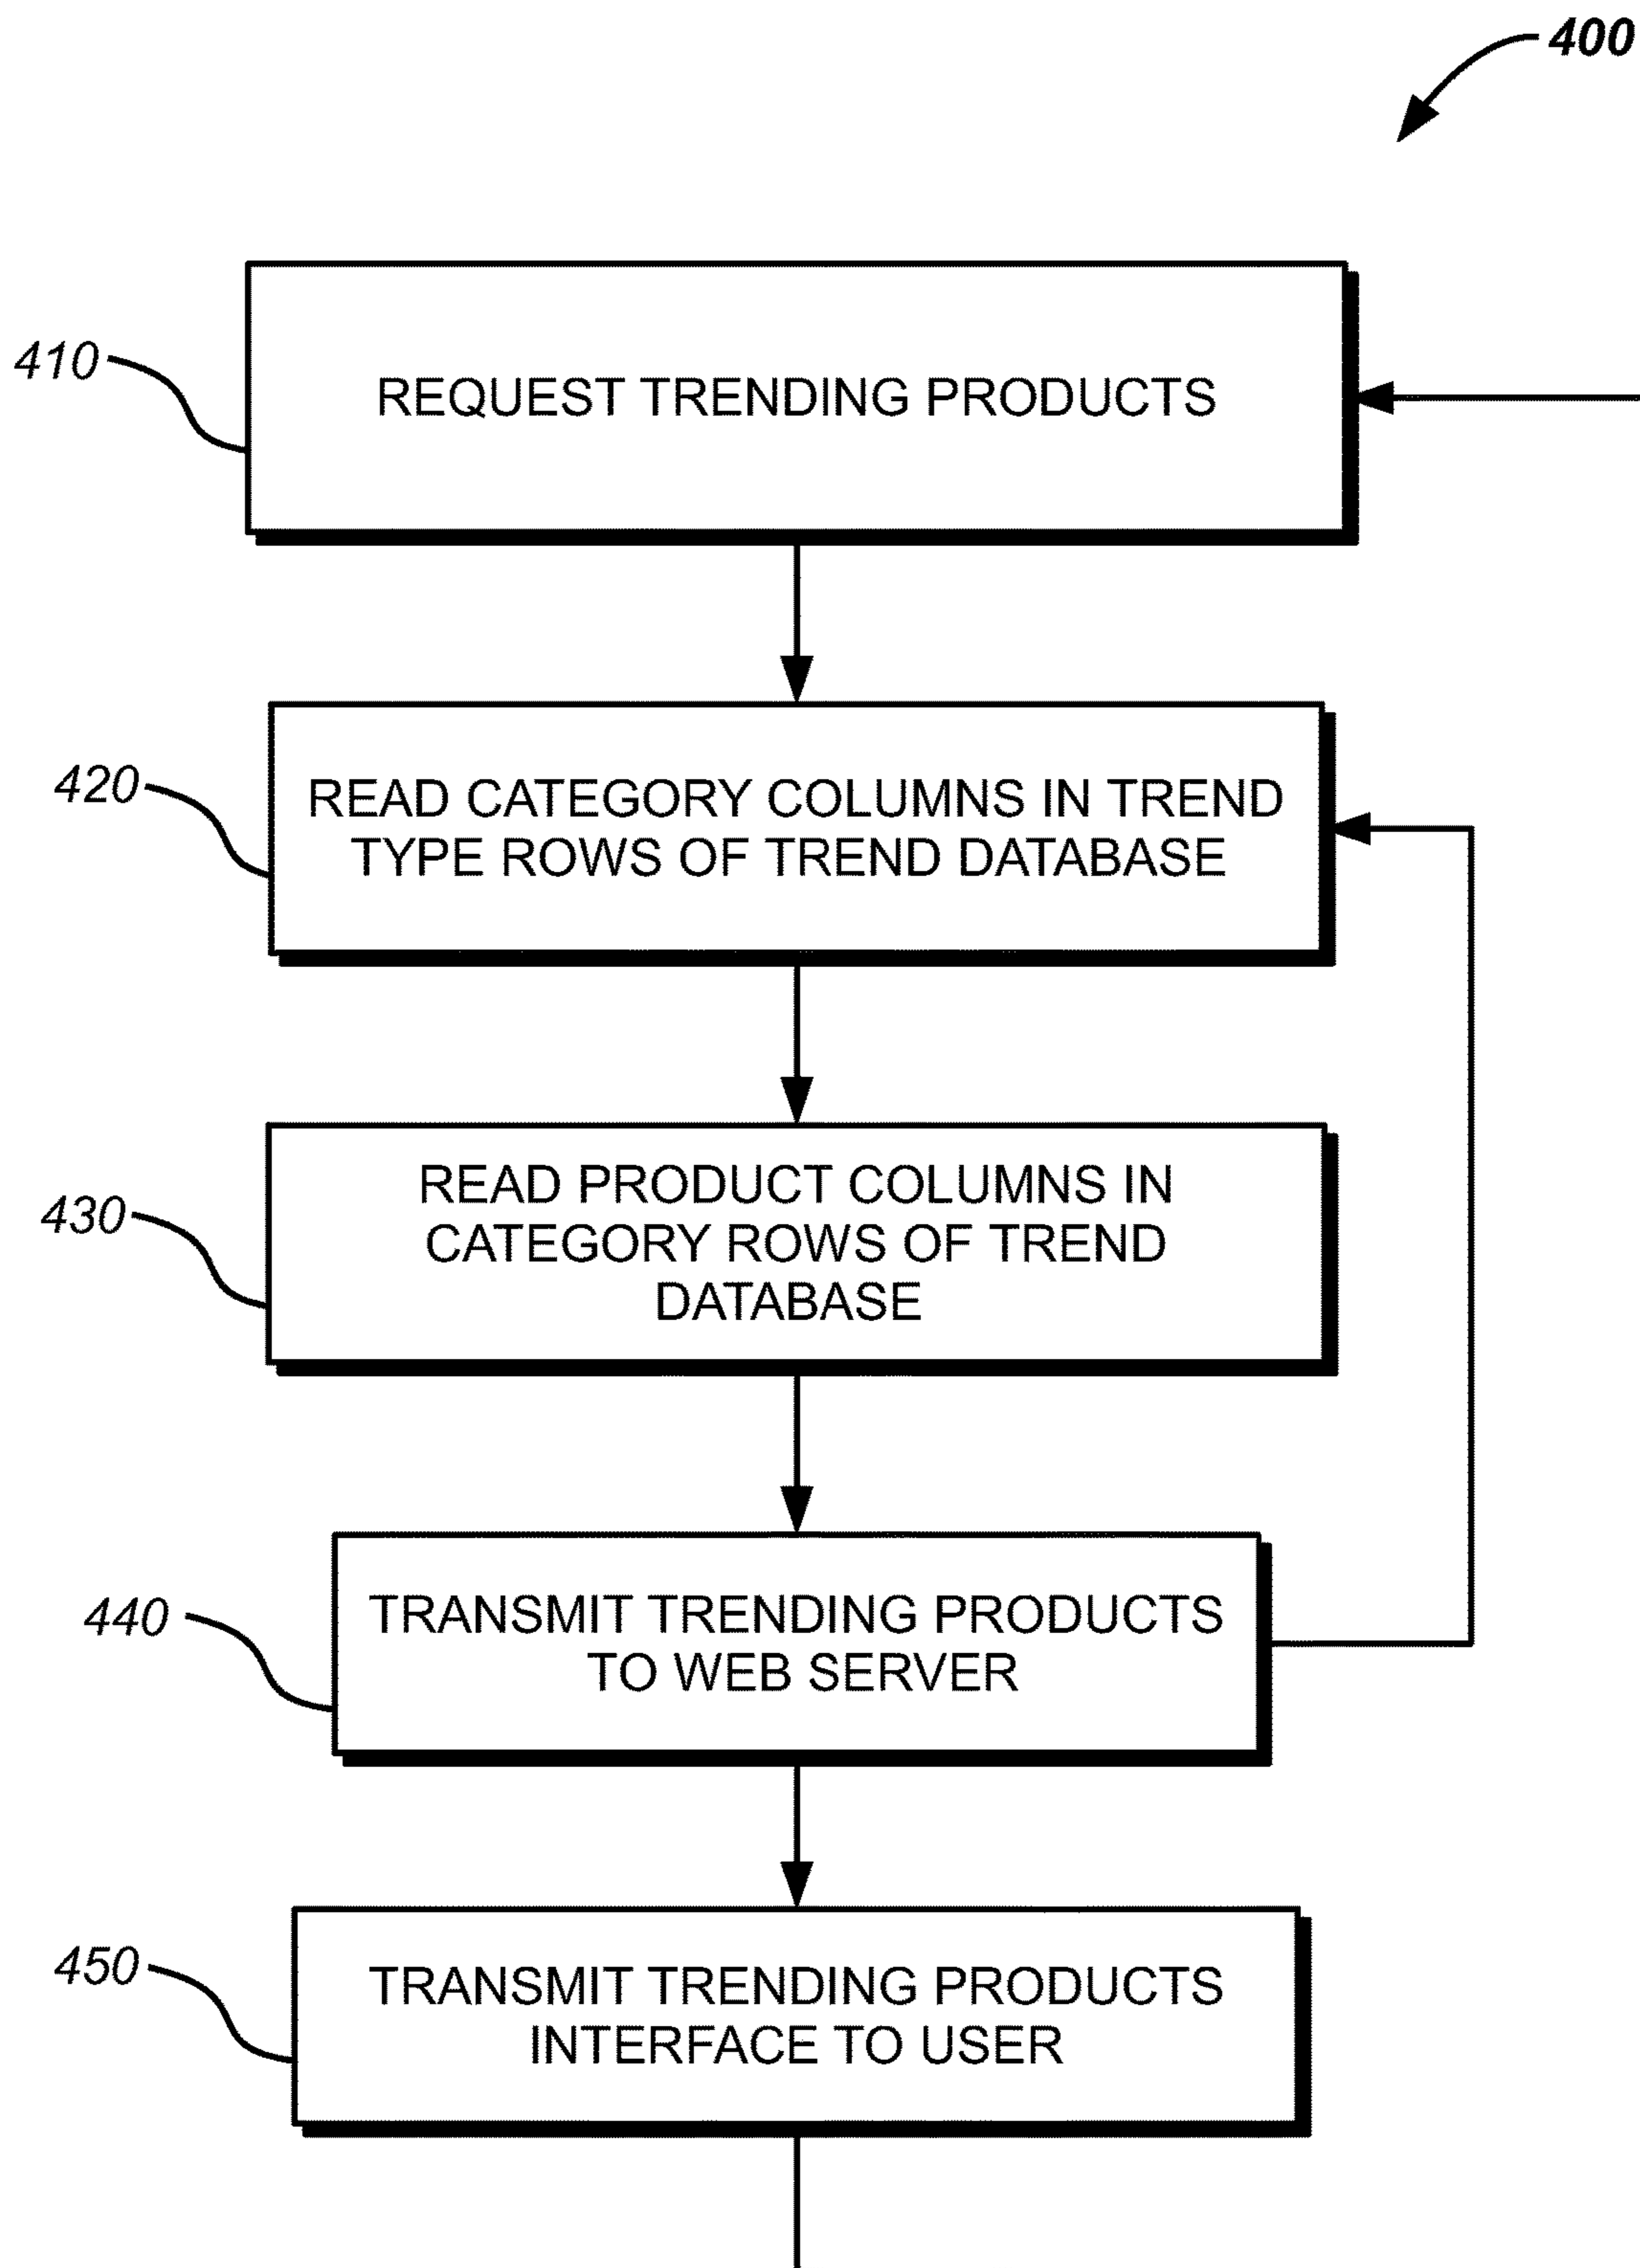 400
410
REQUEST TRENDING PRODUCTS
420
READ CATEGORY COLUMNS IN TREND
TYPE ROWS OF TREND DATABASE
430
READ PRODUCT COLUMNS IN
CATEGORY ROWS OF TREND
DATABASE
440
TRANSMIT TRENDING PRODUCTS
TO WEB SERVER
450
TRANSMIT TRENDING PRODUCTS
INTERFACE TO USER